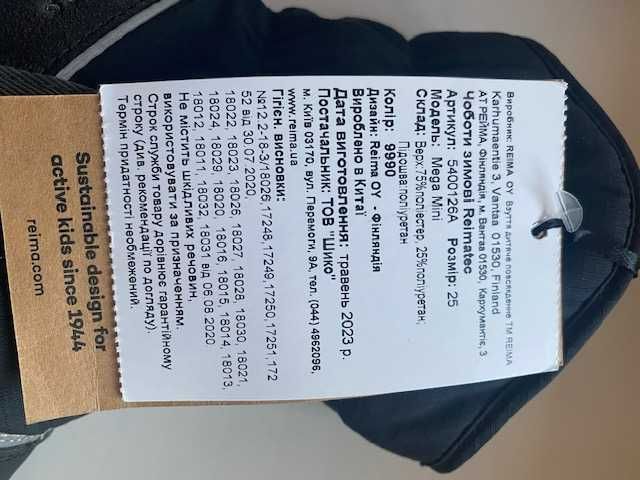 Виробник: REIMA OY Взуття дитяче повсякденне ТМ REIMA
Karhumaentie 3, Vantaa 01530, Finland
АТ РЕЙМА, Фінляндія, м. Вантаа 01530, Кархумантіє, 3
Чоботи зимові Reimatec
Артикул: 5400126A Розмір: 25
Модель: Mega Mini
Склад: Верх:75%поліестер, 25%поліуретан;
Підошва:поліуретан
Колір: 9990
Дизайн: Reima OY - Фінляндія
Вироблено в Китаї
Дата виготовлення: травень 2023 р.
Постачальник: ТОВ "Шико"
м. Київ 03170, вул. Перемоги, 9А, тел. (044) 4962096,
www.reima.ua
Гігієн. висновки:
№12.2-18-3/18026,17248,17249,17250,17251,172
52 від 30.07.2020,
18022, 18023, 18026, 18027, 18028, 18030, 18021,
18024, 18029, 18020, 18016, 18015, 18014, 18013,
18012, 18011, 18032, 18031 від 06.08.2020
Не містить шкідливих речовин,
використовувати за призначенням.
Строк служби товару дорівнює гарантійному
строку (Див. рекомендації по догляду).
Термін придатності необмежений.
Sustainable design for
active kids since 1944
reima.com